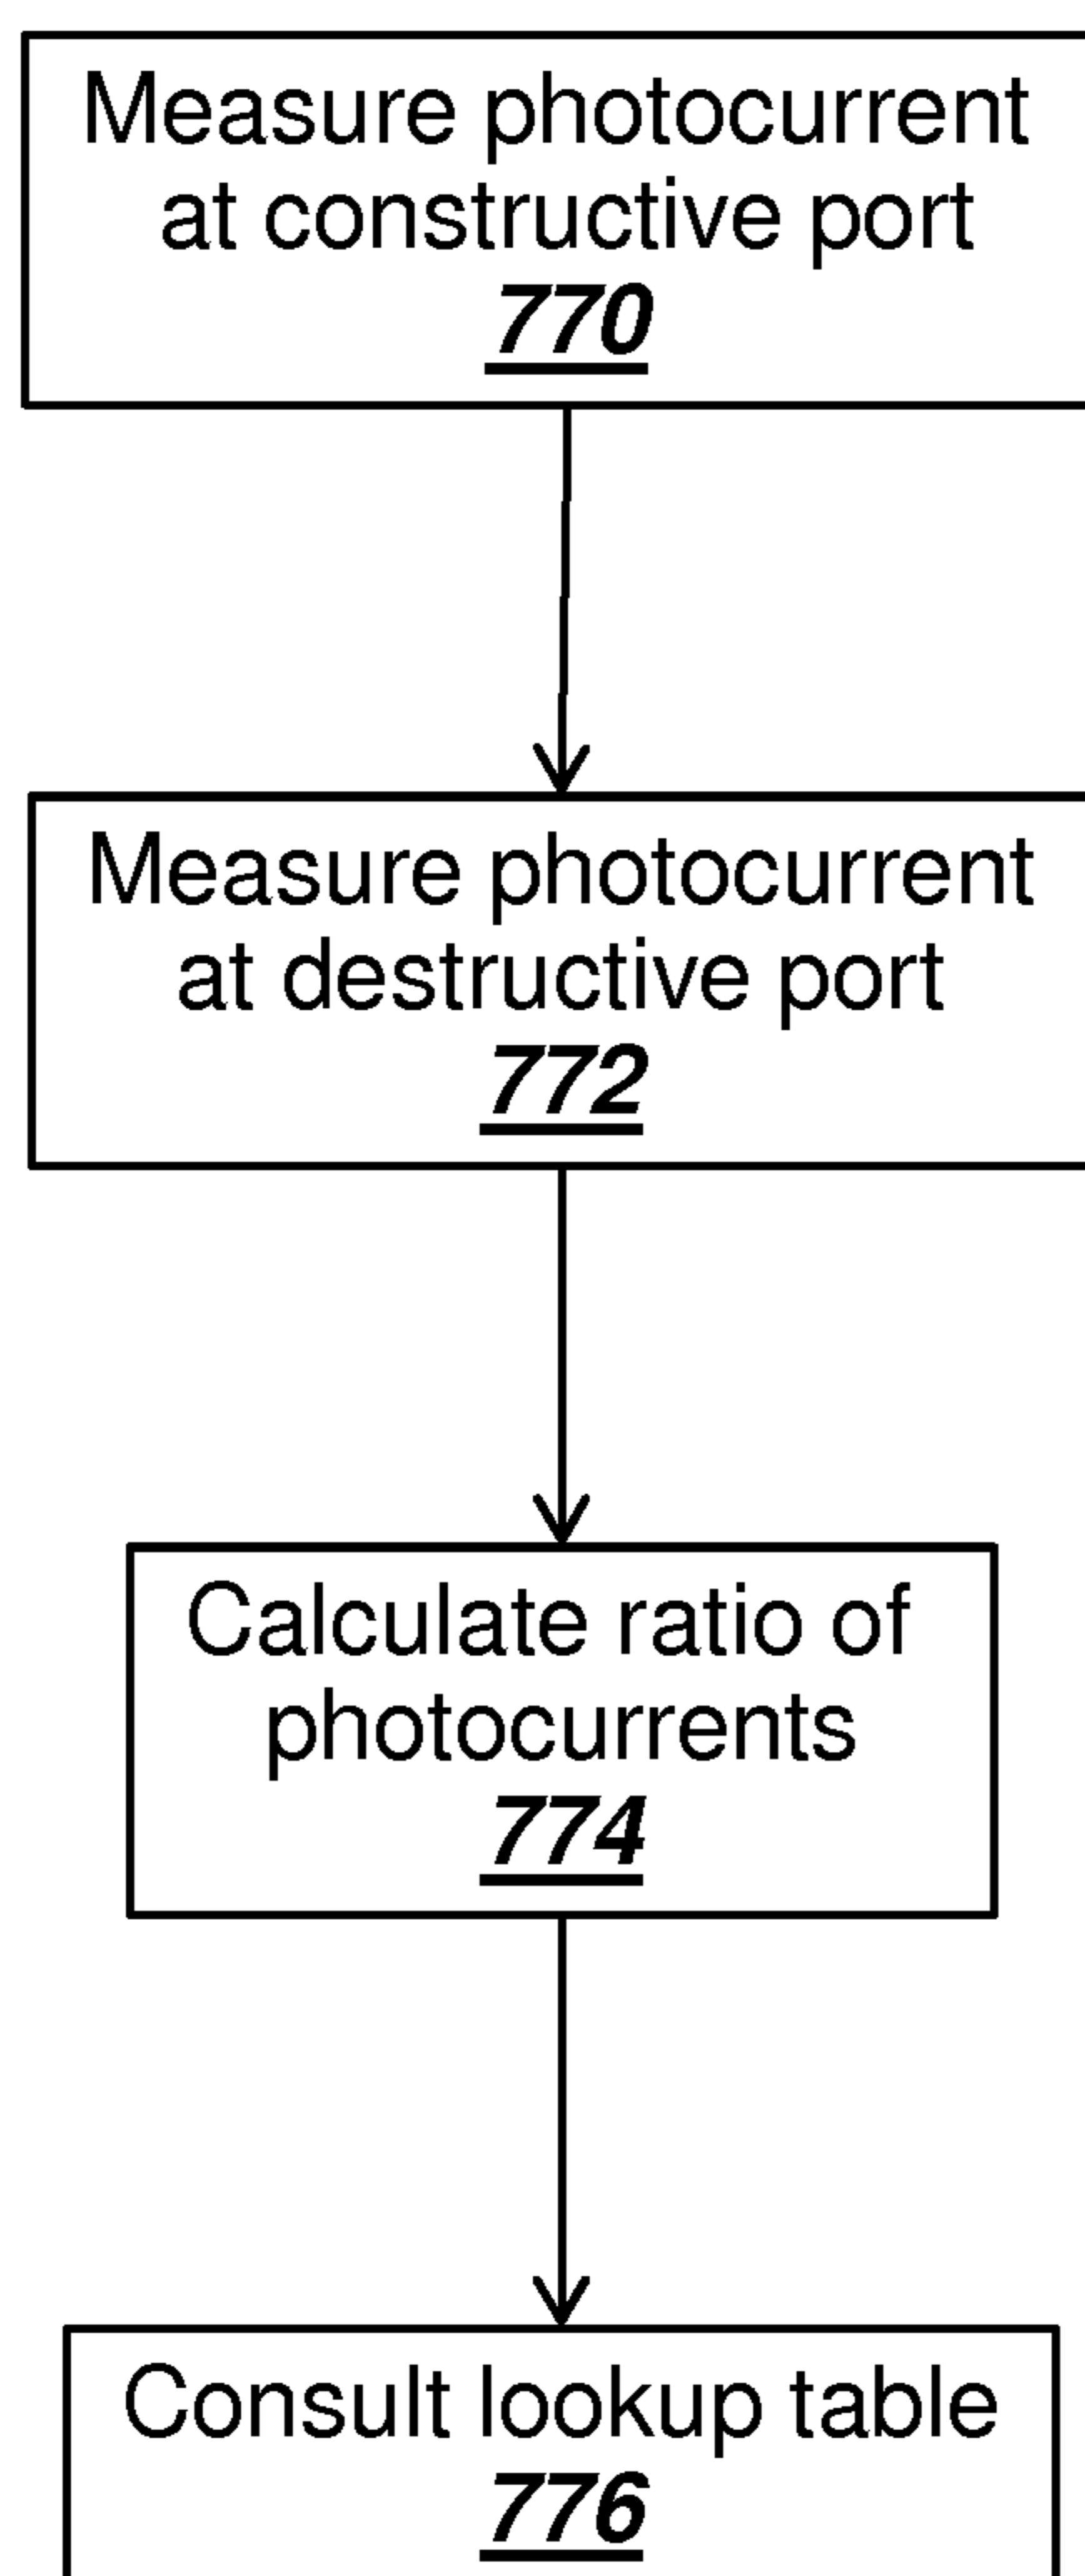 Measure photocurrent
at constructive port
770
Measure photocurrent
at destructive port
772
Calculate ratio of
photocurrents
774
Consult lookup table
776